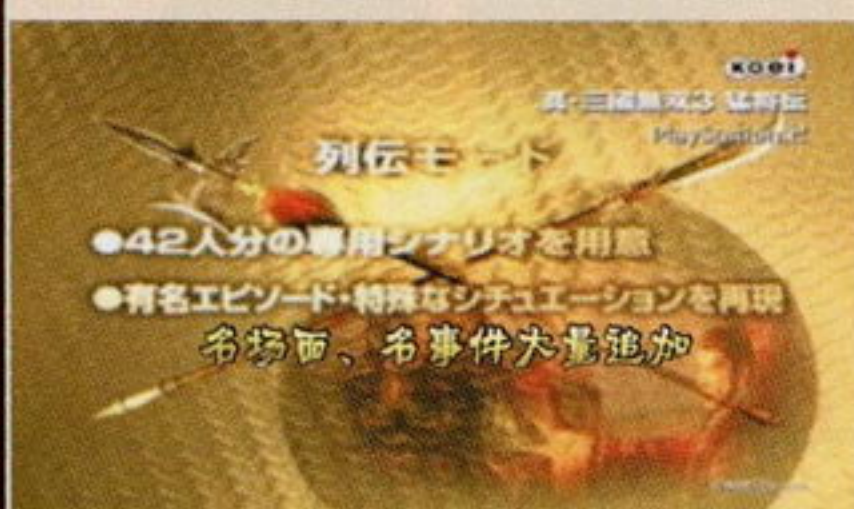 KOEI
真・三國無双3 猛将伝
PlayStation 2
列伝モード
●42人分の専用シナリオを用意
●有名エピソード・特殊なシチュエーションを再現
名场面、名事件大量追加